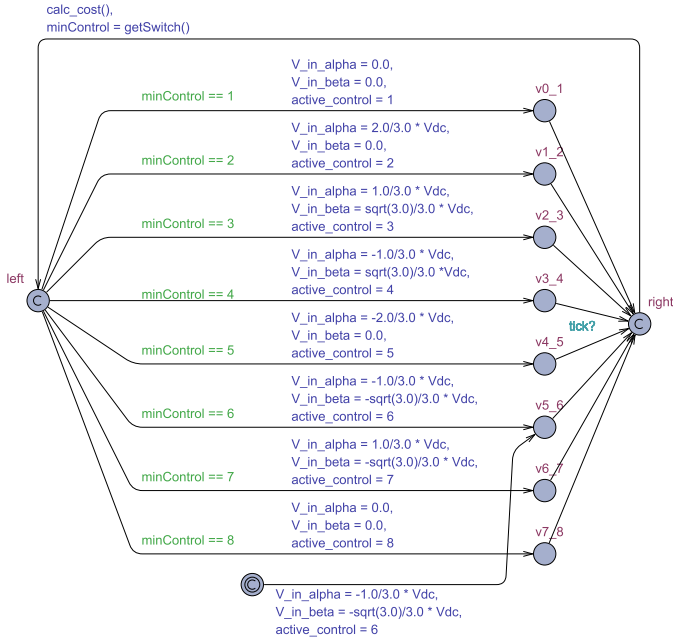 calc_cost(),
minControl = getSwitch()
V_in_alpha = 0.0,
V_in_beta = 0.0,
active_control = 1
minControl == 1
v0_1
V_in_alpha = 2.0/3.0 * Vdc,
V_in_beta = 0.0,
active_control = 2
minControl == 2
v1_2
V_in_alpha = 1.0/3.0 * Vdc,
V_in_beta = sqrt(3.0)/3.0 * Vdc,
active_control = 3
minControl == 3
v2_3
V_in_alpha = -1.0/3.0 * Vdc,
V_in_beta = sqrt(3.0)/3.0 *Vdc,
active_control = 4
minControl == 4
v3_4
left
C
right
C
tick?
V_in_alpha = -2.0/3.0 * Vdc,
V_in_beta = 0.0,
active_control = 5
minControl == 5
v4_5
V_in_alpha = -1.0/3.0 * Vdc,
V_in_beta = -sqrt(3.0)/3.0 * Vdc,
active_control = 6
minControl == 6
v5_6
V_in_alpha = 1.0/3.0 * Vdc,
V_in_beta = -sqrt(3.0)/3.0 * Vdc,
active_control = 7
minControl == 7
v6_7
V_in_alpha = 0.0,
V_in_beta = 0.0,
active_control = 8
minControl == 8
v7_8
C
V_in_alpha = -1.0/3.0 * Vdc,
V_in_beta = -sqrt(3.0)/3.0 * Vdc,
active_control = 6